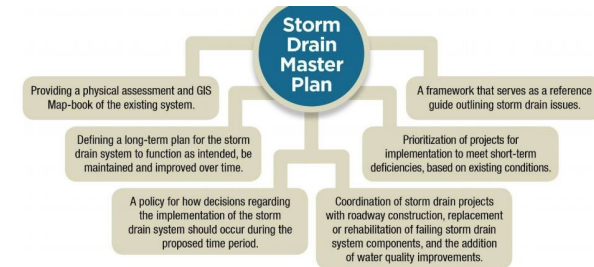 Storm
Drain
Master
Plan
Providing a physical assessment and GIS
Map-book of the existing system.
A framework that serves as a reference
guide outlining storm drain issues.
Defining a long-term plan for the storm
drain system to function as intended, be
maintained and improved over time.
Prioritization of projects for
implementation to meet short-term
deficiencies, based on existing conditions.
A policy for how decisions regarding
the implementation of the storm
drain system should occur during the
proposed time period.
Coordination of storm drain projects
with roadway construction, replacement
or rehabilitation of failing storm drain
system components, and the addition
of water quality improvements.